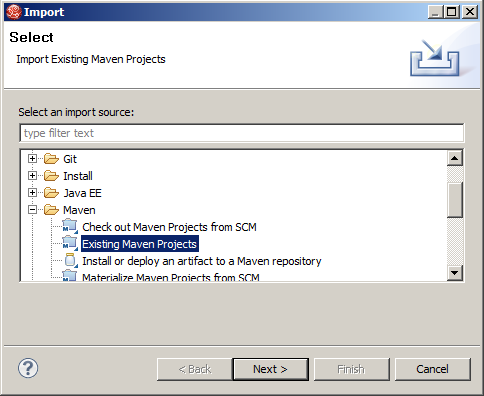 Import
Select
Import Existing Maven Projects
Select an import source:
type filter text
Git
Install
Java EE
Maven
Check out Maven Projects from SCM
Existing Maven Projects
Install or deploy an artifact to a Maven repository
Materialize Maven Projects from SCM
? < Back Next > Finish Cancel